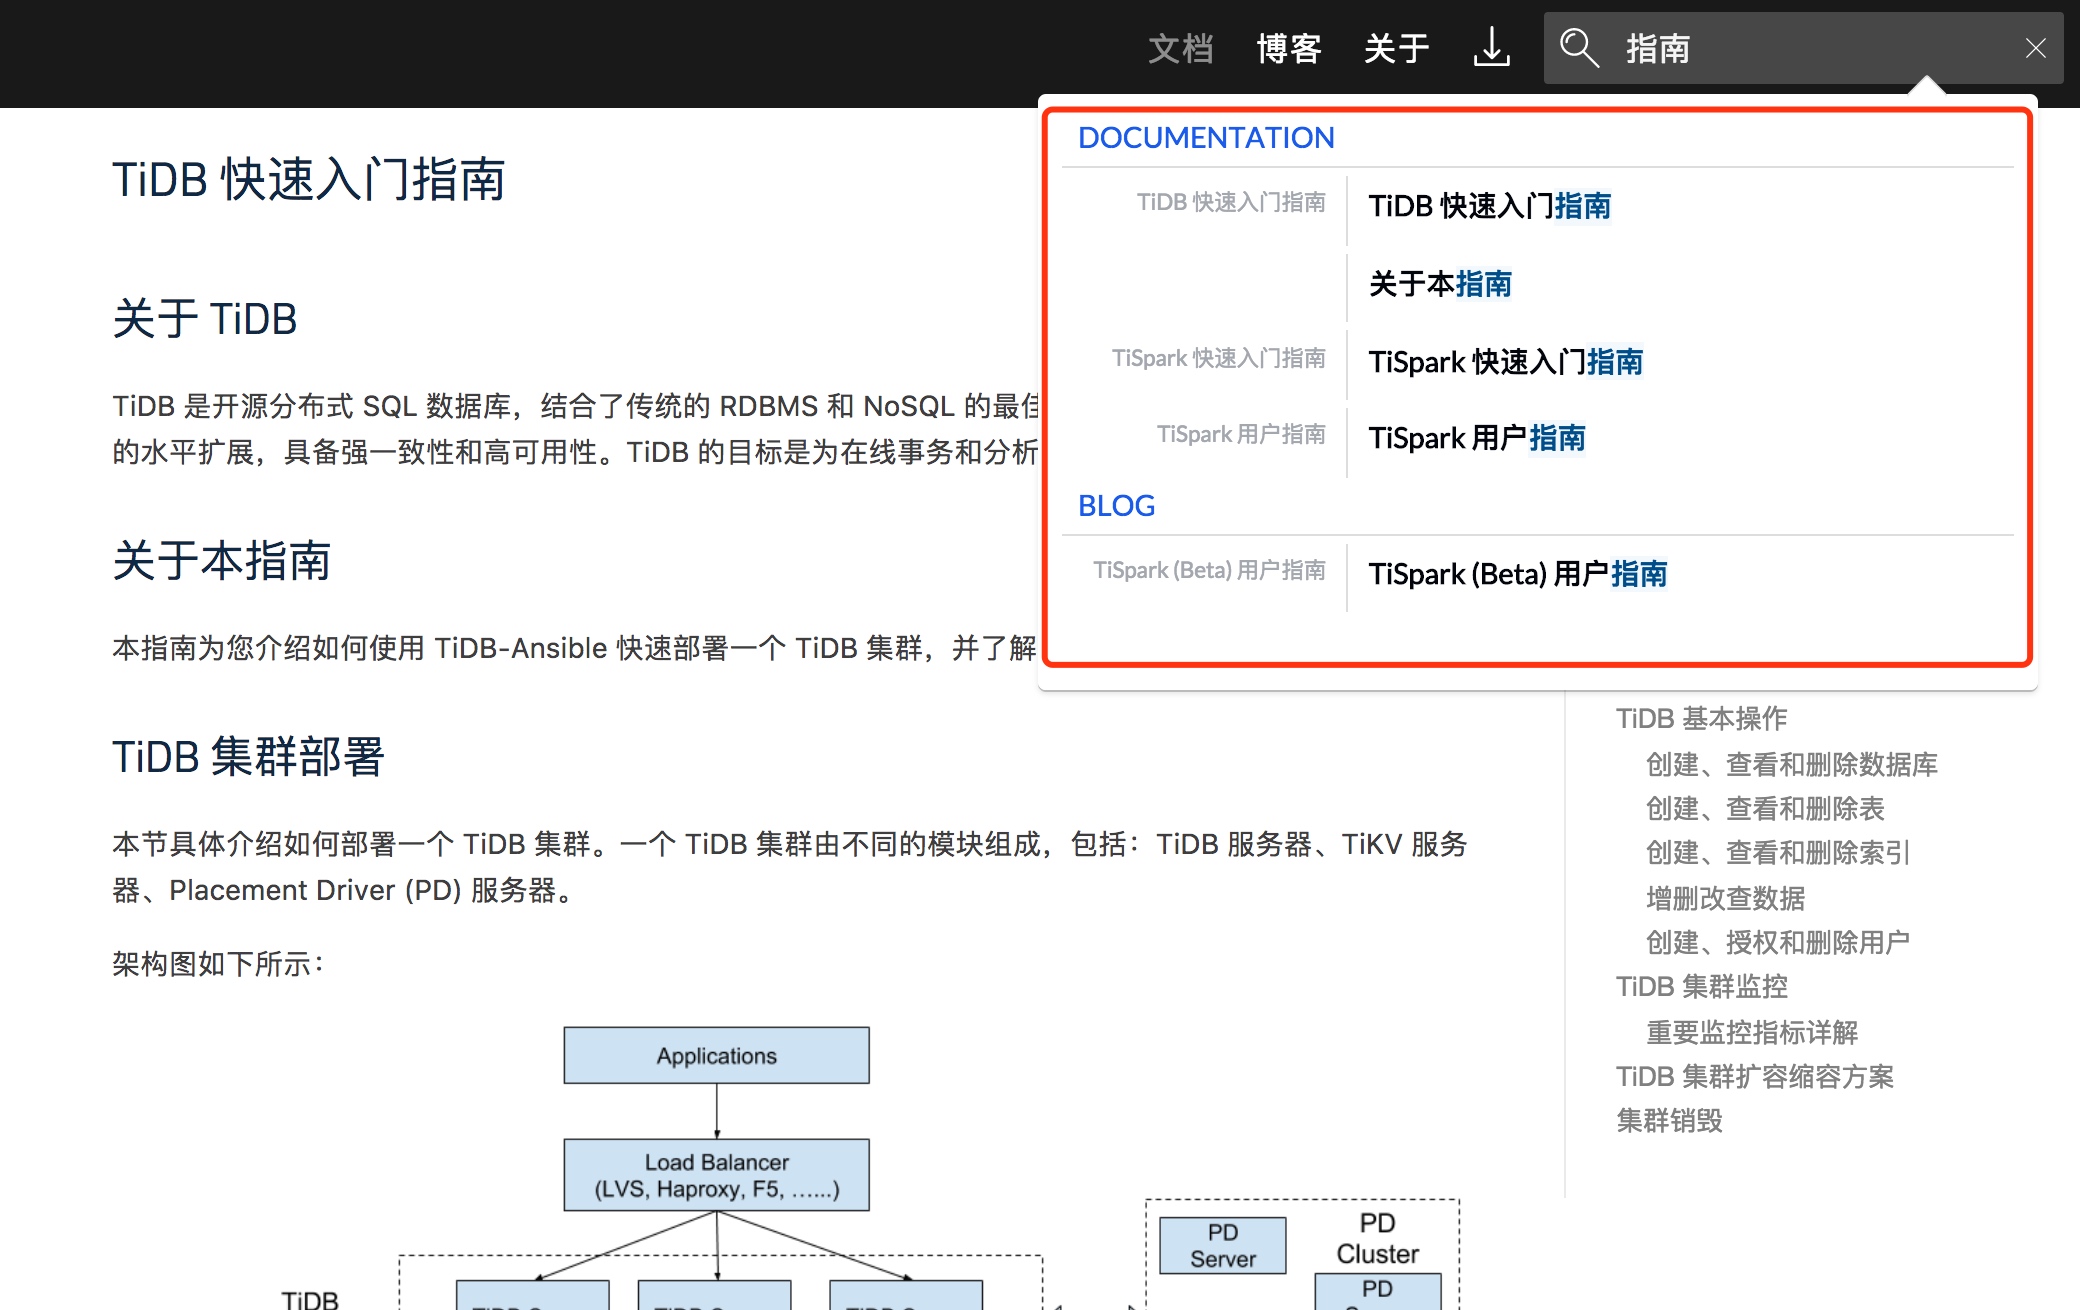 文档 博客 关于 指南
DOCUMENTATION
TiDB 快速入门指南 TiDB 快速入门指南
关于本指南
TiSpark 快速入门指南 TiSpark 快速入门指南
TiSpark 用户指南 TiSpark 用户指南
BLOG
TiSpark (Beta) 用户指南 TiSpark (Beta) 用户指南
TiDB 快速入门指南
关于 TiDB
TiDB 是开源分布式 SQL 数据库，结合了传统的 RDBMS 和 NoSQL 的最佳
的水平扩展，具备强一致性和高可用性。TiDB 的目标是为在线事务和分析
关于本指南
本指南为您介绍如何使用 TiDB-Ansible 快速部署一个 TiDB 集群，并了解
TiDB 集群部署
本节具体介绍如何部署一个 TiDB 集群。一个 TiDB 集群由不同的模块组成，包括：TiDB 服务器、TiKV 服务
器、Placement Driver (PD) 服务器。
架构图如下所示：
Applications
Load Balancer
(LVS, Haproxy, F5, ......)
PD
Server
PD
Cluster
PD
TiDB
TiDB 基本操作
创建、查看和删除数据库
创建、查看和删除表
创建、查看和删除索引
增删改查数据
创建、授权和删除用户
TiDB 集群监控
重要监控指标详解
TiDB 集群扩容缩容方案
集群销毁